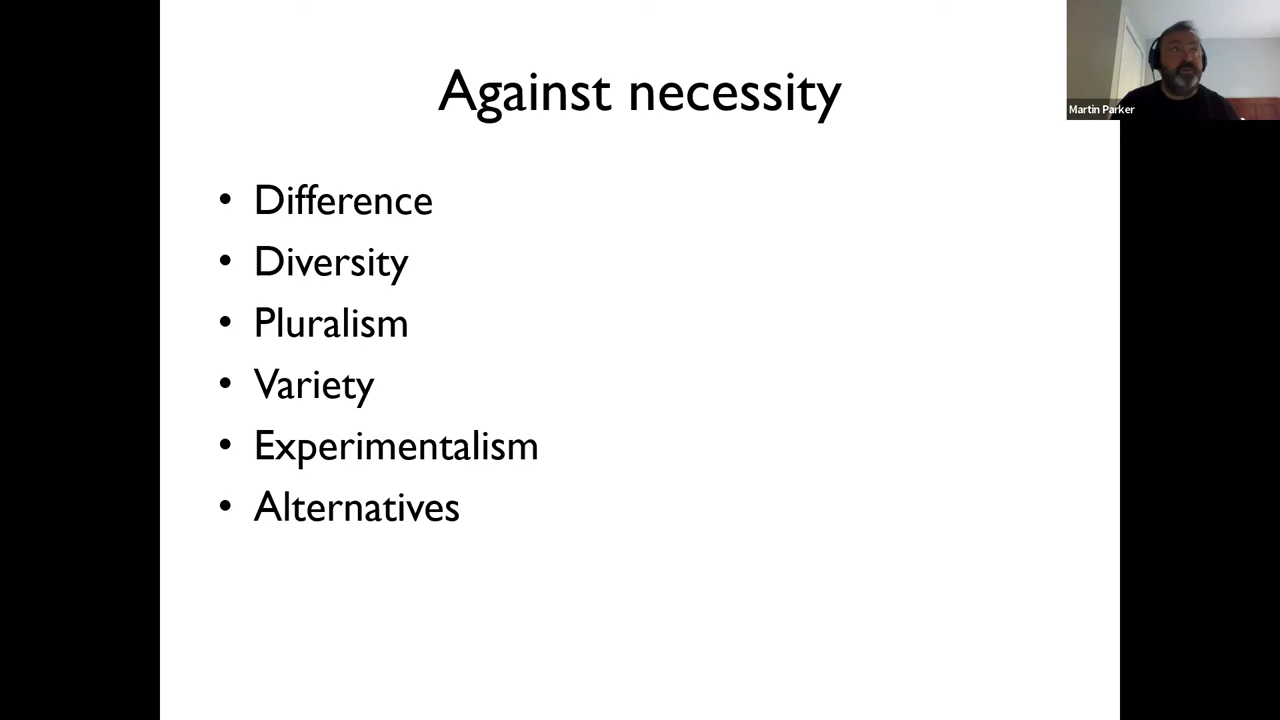 Against necessity
Martin Parker
• Difference
• Diversity
• Pluralism
• Variety
• Experimentalism
• Alternatives